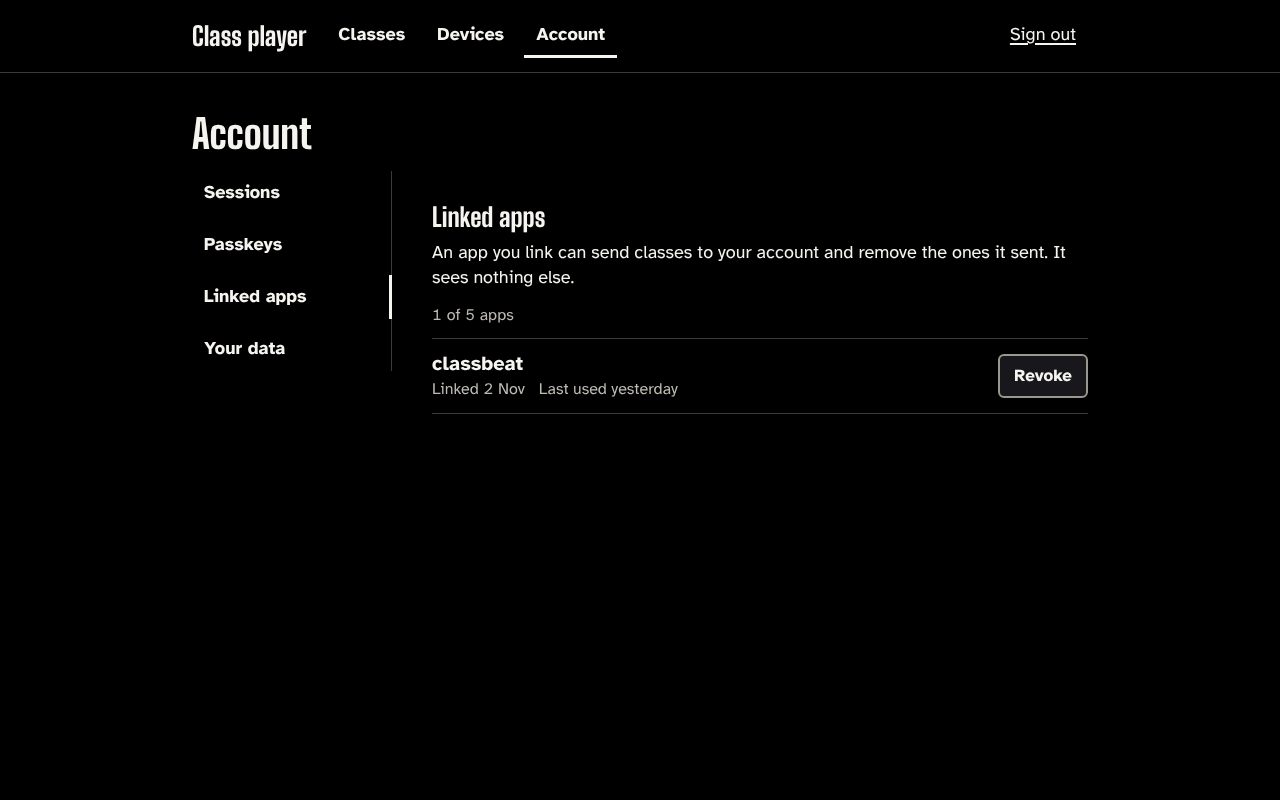 Class player
Classes
Devices
Account
Sign out
Account
Sessions
Passkeys
Linked apps
Your data
Linked apps
An app you link can send classes to your account and remove the ones it sent. It
sees nothing else.
1 of 5 apps
classbeat
Linked 2 Nov Last used yesterday
Revoke